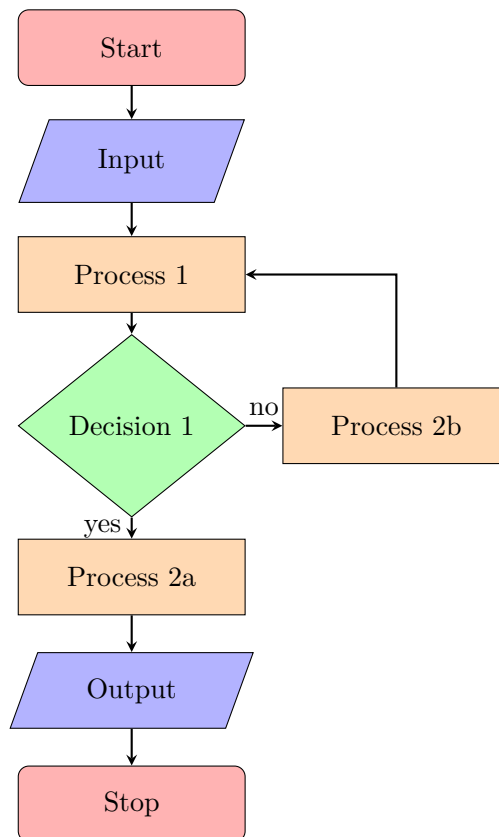 Start
Input
Process 1
Decision 1
no
Process 2b
yes
Process 2a
Output
Stop